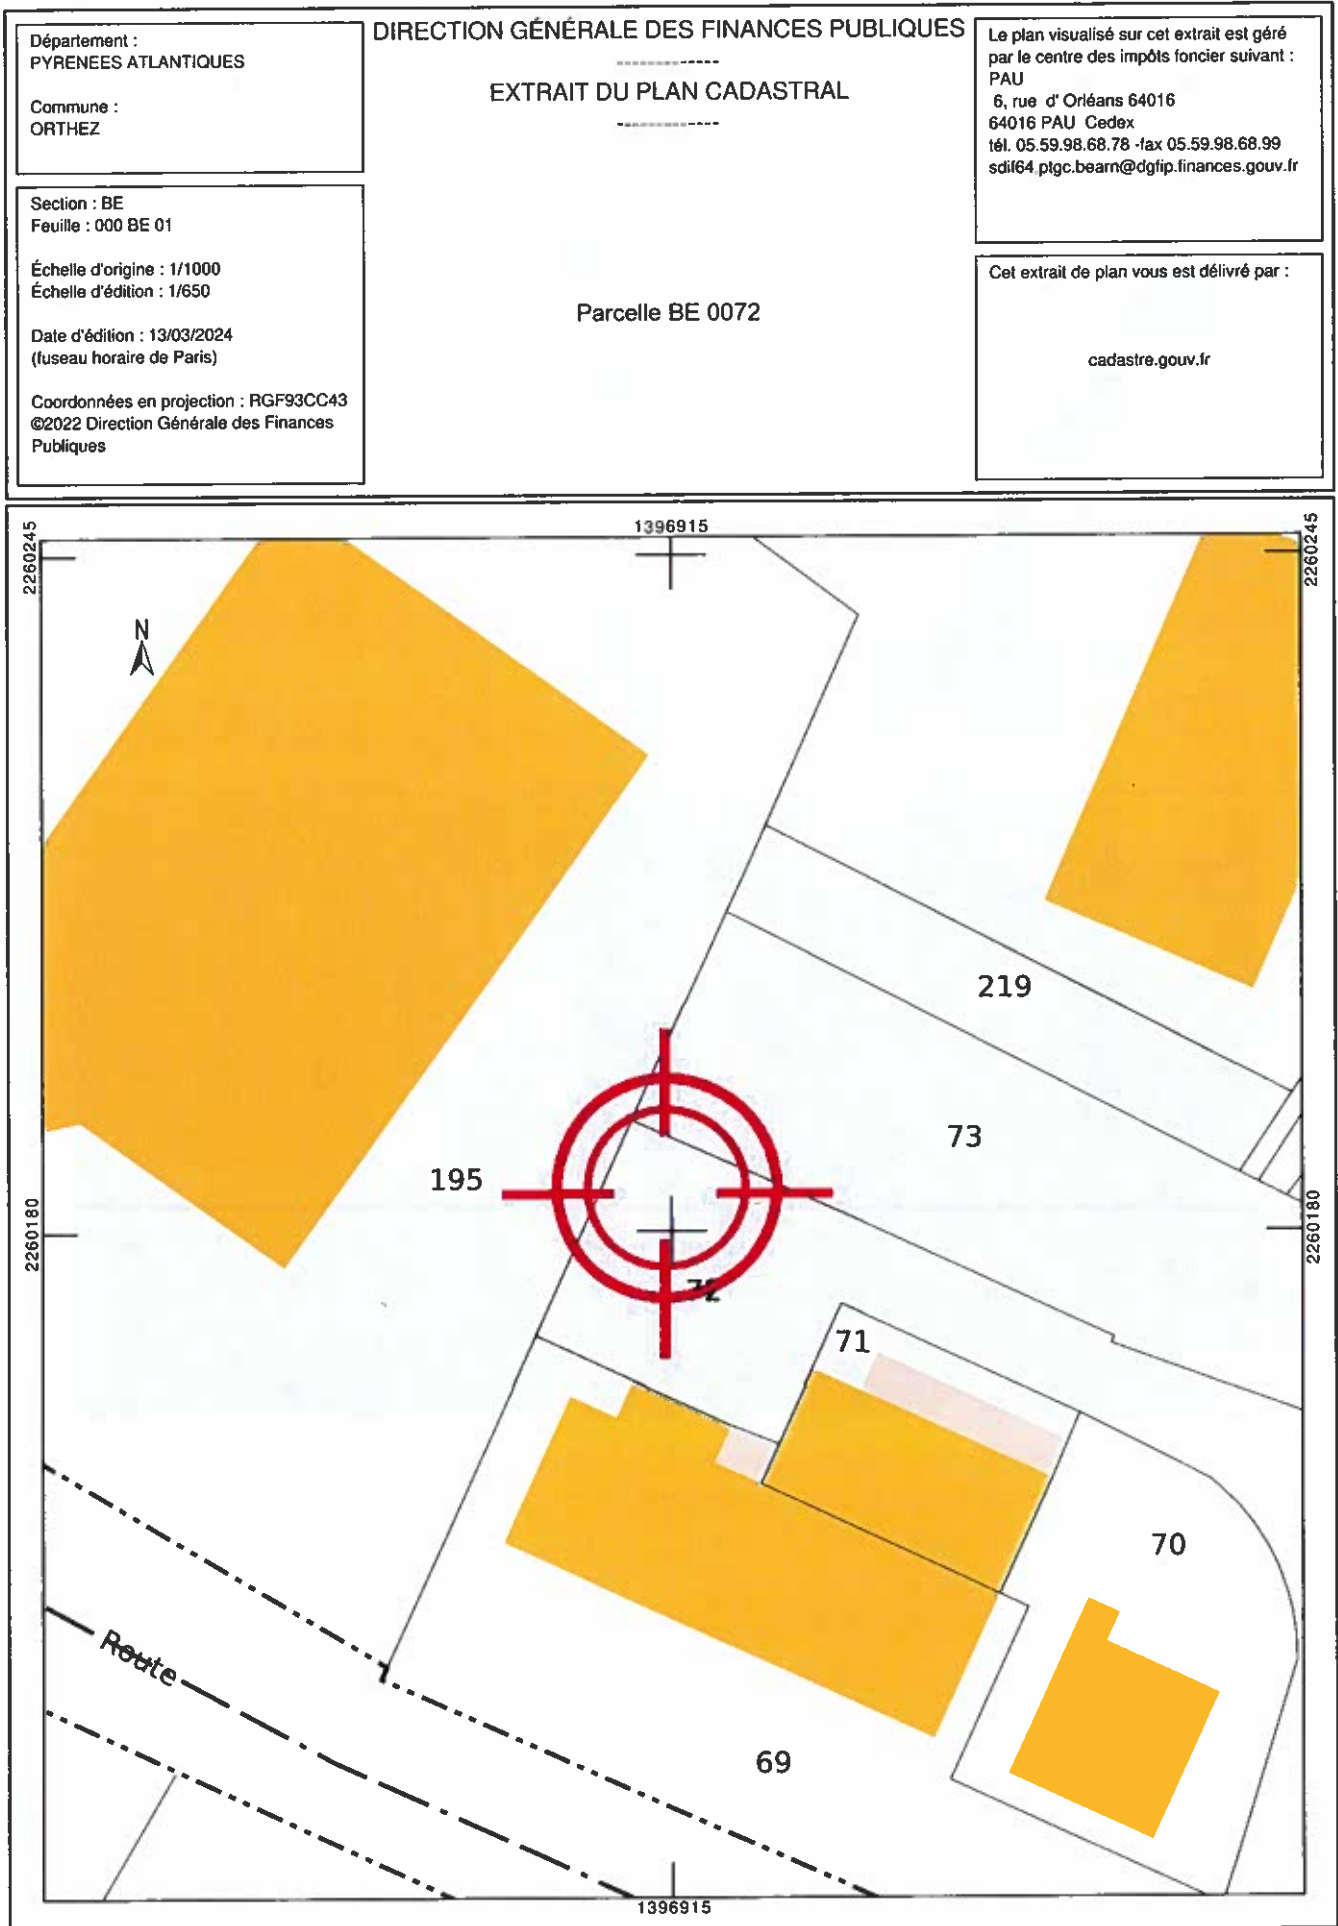 Département :
PYRENEES ATLANTIQUES
Commune :
ORTHEZ
Section : BE
Feuille : 000 BE 01
Échelle d'origine : 1/1000
Échelle d'édition : 1/650
Date d'édition : 13/03/2024
(fuseau horaire de Paris)
Coordonnées en projection : RGF93CC43
©2022 Direction Générale des Finances
Publiques
DIRECTION GÉNÉRALE DES FINANCES PUBLIQUES
EXTRAIT DU PLAN CADASTRAL
Parcelle BE 0072
Le plan visualisé sur cet extrait est géré
par le centre des impôts foncier suivant :
PAU
6, rue d' Orléans 64016
64016 PAU Cedex
tél. 05.59.98.68.78 -fax 05.59.98.68.99
sdif64.ptgc.bearn@dgfip.finances.gouv.fr
Cet extrait de plan vous est délivré par :
cadastre.gouv.fr
1396915
2260245
2260245
N
219
73
195
2260180
2260180
72
71
70
Route
69
1396915